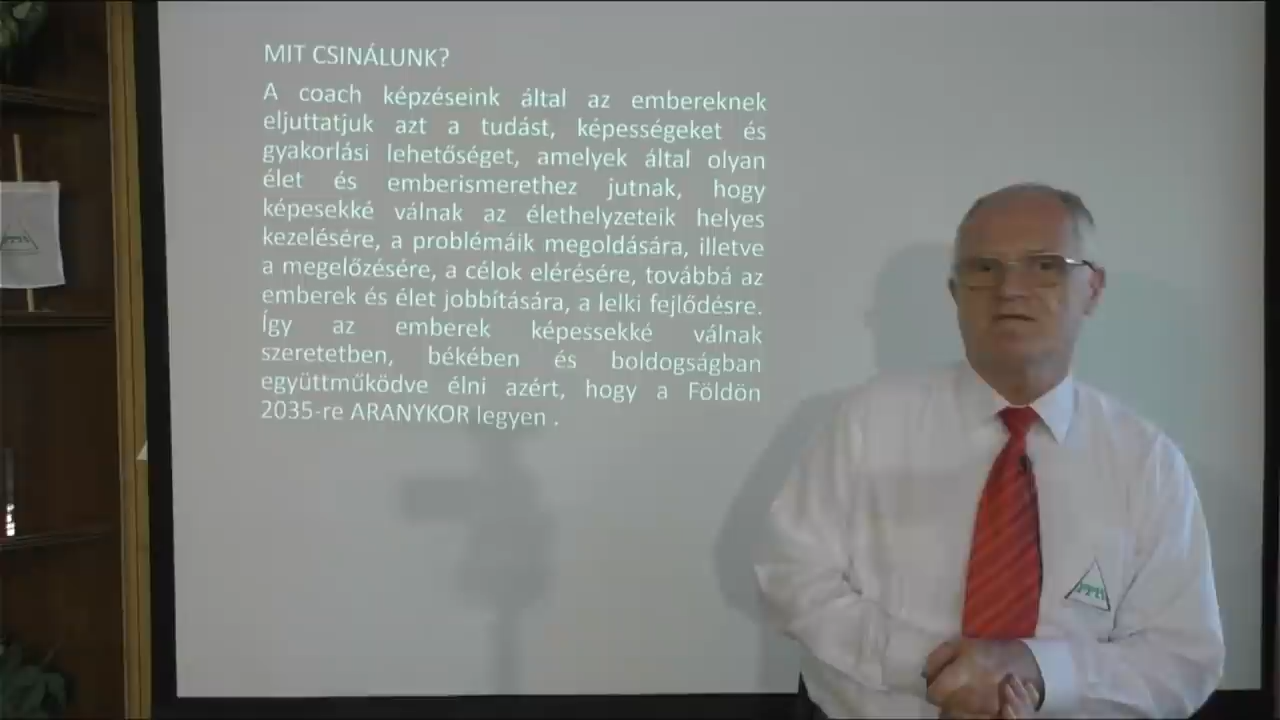 MIT CSINÁLUNK?
A coach képzéseink által az embereknek
eljuttatjuk azt a tudást, képességeket és
gyakorlási lehetőséget, amelyek által olyan
élet és emberismerethez jutnak, hogy
képesekké válnak az élethelyzeteik helyes
kezelésére, a problémáik megoldására, illetve
a megelőzésére, a célok elérésére, továbbá az
emberek és élet jobbítására, a lelki fejlődésre.
Így az emberek képessekké válnak
szeretetben, békében és boldogságban
együttműködve élni azért, hogy a Földön
2035-re ARANYKOR legyen .